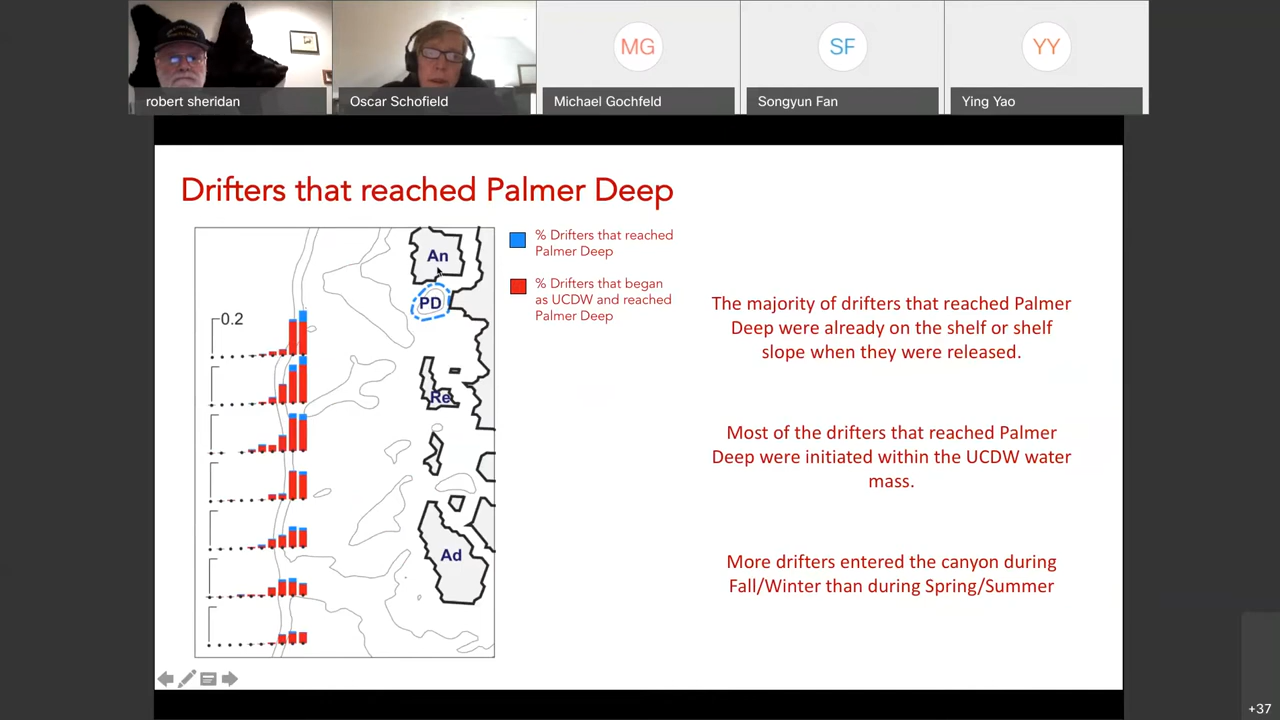 MG
SF
YY
robert sheridan
Oscar Schofield
Michael Gochfeld
Songyun Fan
Ying Yao
Drifters that reached Palmer Deep
An
PD
Re
Ad
0.2
% Drifters that reached
Palmer Deep
% Drifters that began
as UCDW and reached
Palmer Deep
The majority of drifters that reached Palmer
Deep were already on the shelf or shelf
slope when they were released.
Most of the drifters that reached Palmer
Deep were initiated within the UCDW water
mass.
More drifters entered the canyon during
Fall/Winter than during Spring/Summer
+37